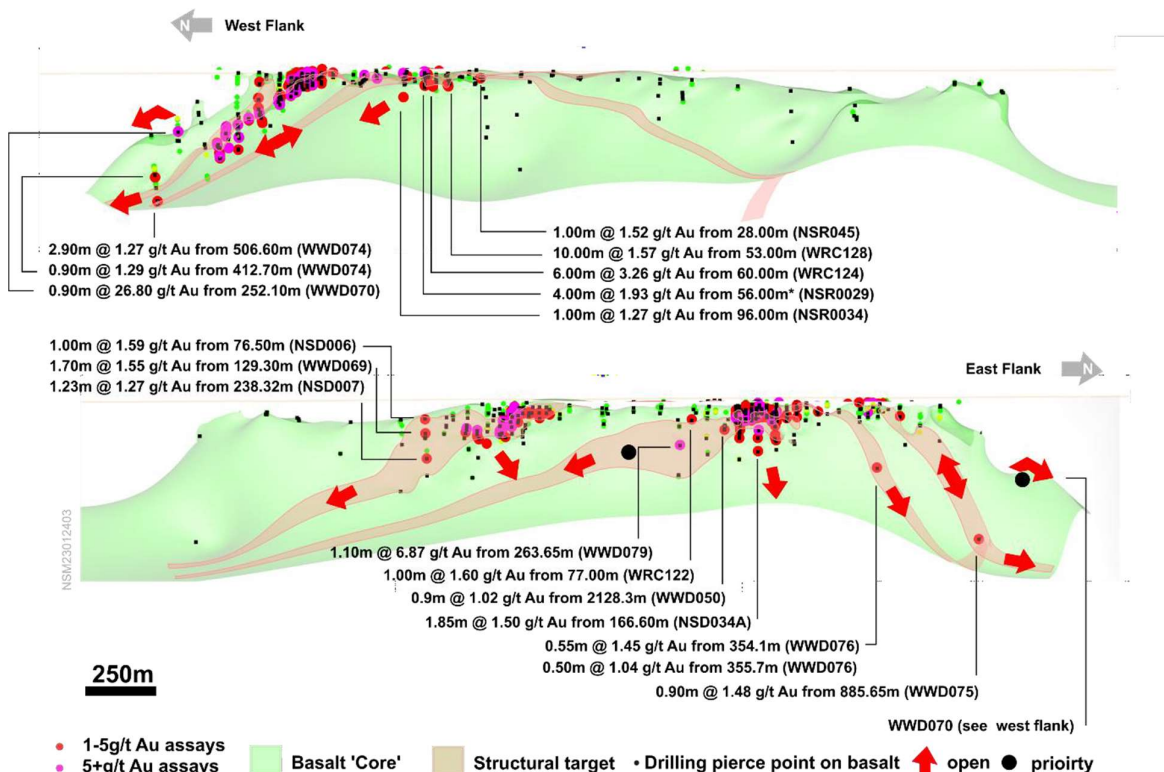 N West Flank
2.90m @ 1.27 g/t Au from 506.60m (WWD074)
0.90m @ 1.29 g/t Au from 412.70m (WWD074)
0.90m @ 26.80 g/t Au from 252.10m (WWD070)
1.00m @ 1.52 g/t Au from 28.00m (NSR045)
10.00m @ 1.57 g/t Au from 53.00m (WRC128)
6.00m @ 3.26 g/t Au from 60.00m (WRC124)
4.00m @ 1.93 g/t Au from 56.00m* (NSR0029)
1.00m @ 1.27 g/t Au from 96.00m (NSR0034)
1.00m @ 1.59 g/t Au from 76.50m (NSD006)
1.70m @ 1.55 g/t Au from 129.30m (WWD069)
1.23m @ 1.27 g/t Au from 238.32m (NSD007)
East Flank N
NSM23012403
1.10m @ 6.87 g/t Au from 263.65m (WWD079)
1.00m @ 1.60 g/t Au from 77.00m (WRC122)
0.9m @ 1.02 g/t Au from 2128.3m (WWD050)
1.85m @ 1.50 g/t Au from 166.60m (NSD034A)
0.55m @ 1.45 g/t Au from 354.1m (WWD076)
0.50m @ 1.04 g/t Au from 355.7m (WWD076)
0.90m @ 1.48 g/t Au from 885.65m (WWD075)
WWD070 (see west flank)
250m
1-5g/t Au assays
5+g/t Au assays
Basalt 'Core'
Structural target
Drilling pierce point on basalt
open
prioirty